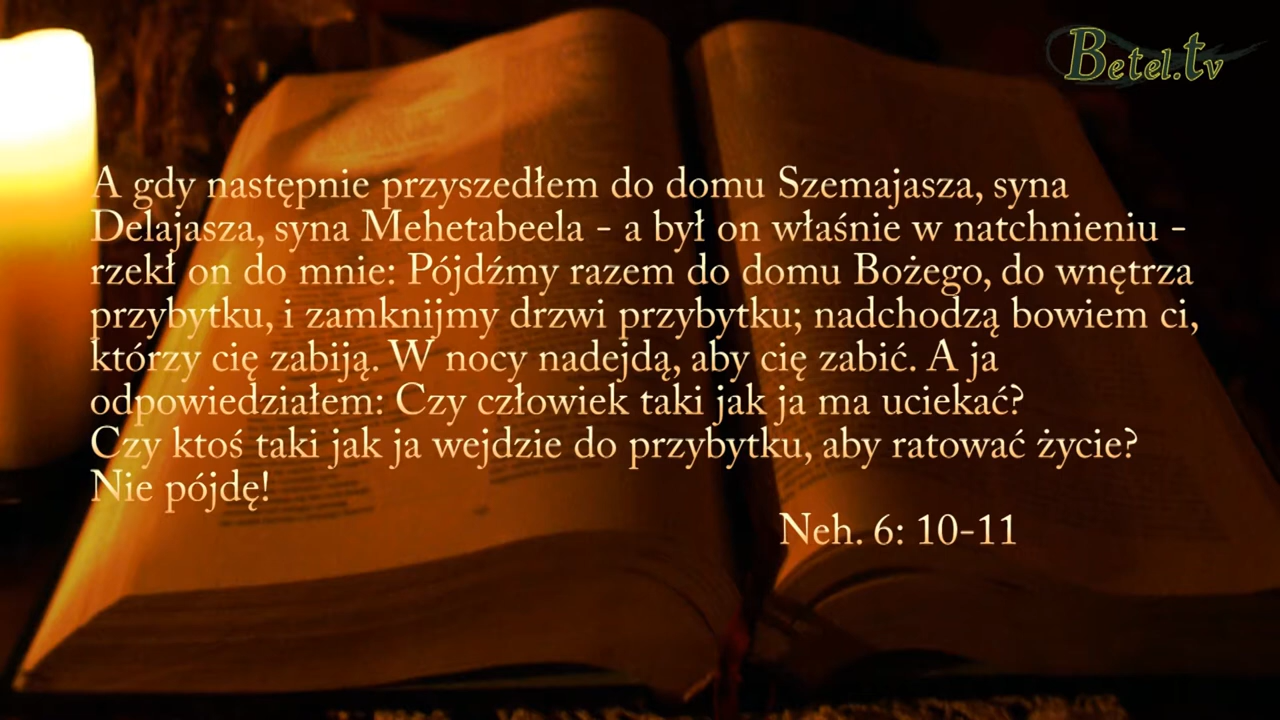 Betel.tv
A gdy następnie przyszedłem do domu Szemajasza, syna
Delajasza, syna Mehetabeela - a był on właśnie w natchnieniu -
rzekł on do mnie: Pójdźmy razem do domu Bożego, do wnętrza
przybytku, i zamknijmy drzwi przybytku; nadchodzą bowiem ci,
którzy cię zabiją. W nocy nadejdą, aby cię zabić. A ja
odpowiedziałem: Czy człowiek taki jak ja ma uciekać?
Czy ktoś taki jak ja wejdzie do przybytku, aby ratować życie?
Nie pójdę!
Neh. 6: 10-11